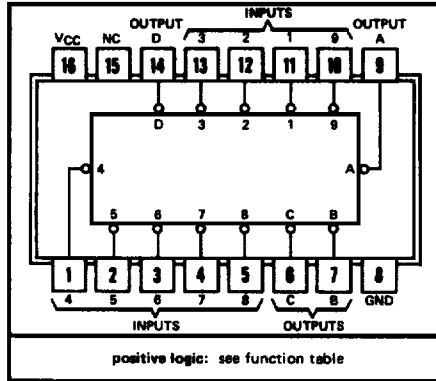 INPUTS
OUTPUT OUTPUT
VCC NC D 3 2 1 9 A
16 15 14 13 12 11 10 9
D 3 2 1 9
4 A
5 6 7 8 C B
1 2 3 4 5 6 7 8
4 5 6 7 8 C B GND
INPUTS OUTPUTS
positive logic: see function table